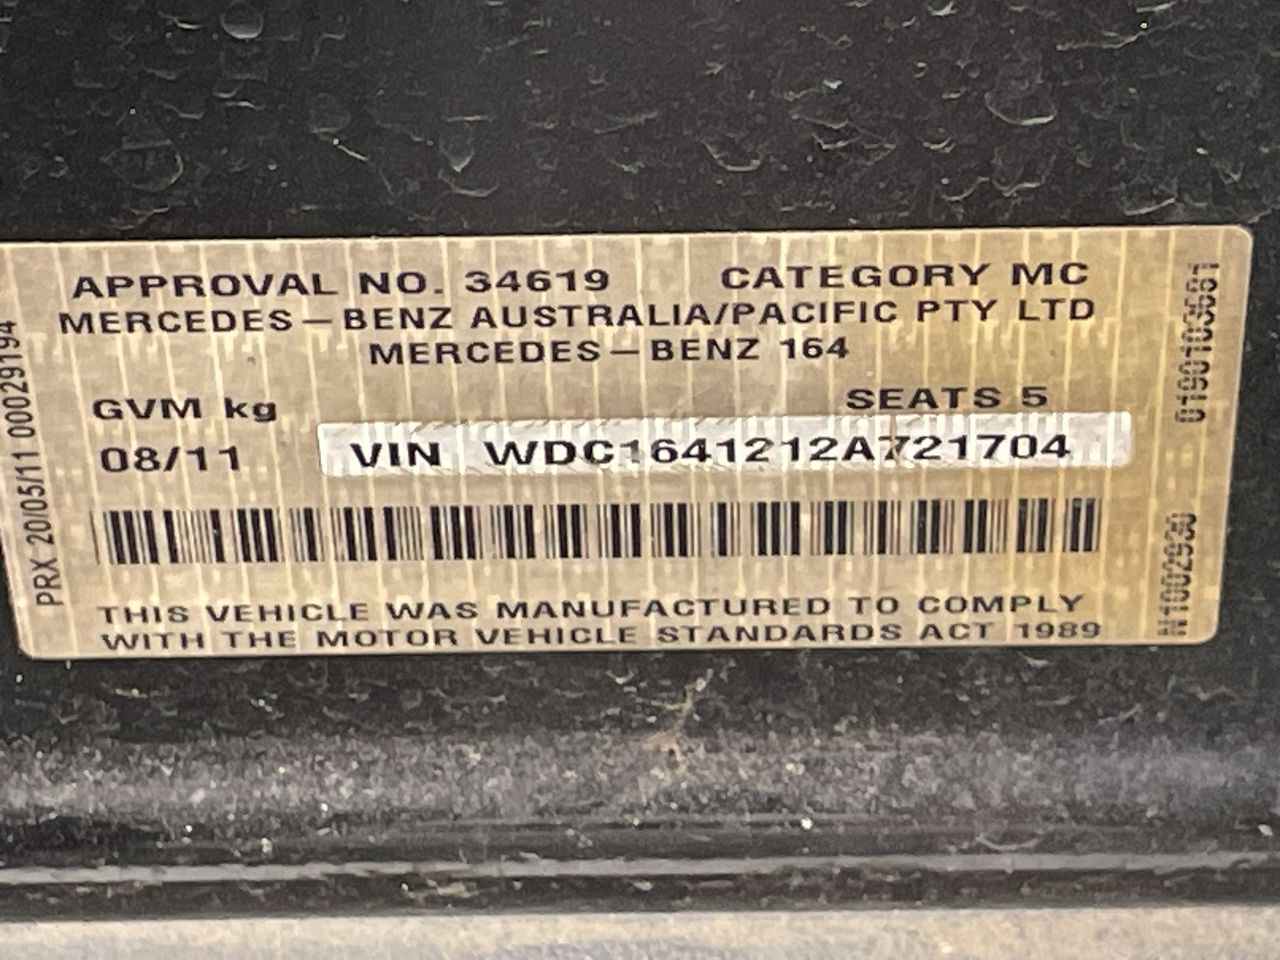 APPROVAL NO. 34619 CATEGORY MC
MERCEDES-BENZ AUSTRALIA/PACIFIC PTY LTD
MERCEDES-BENZ 164
GVM kg SEATS 5
08/11 VIN WDC1641212A721704
THIS VEHICLE WAS MANUFACTURED TO COMPLY
WITH THE MOTOR VEHICLE STANDARDS ACT 1989
PRX 20/05/11 00029194
N1002930